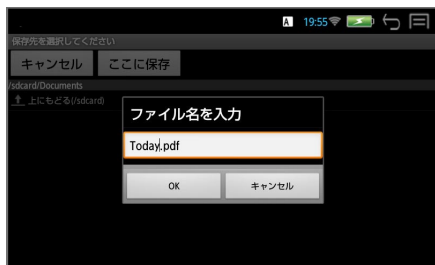 A 19:55
保存先を選択してください
キャンセル ここに保存
/sdcard/Documents
上にもどる(/sdcard)
ファイル名を入力
Today.pdf
OK キャンセル